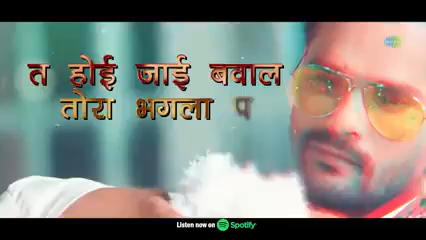 त होई जाई बवाल
तोरा भगला प
Listen now on Spotify